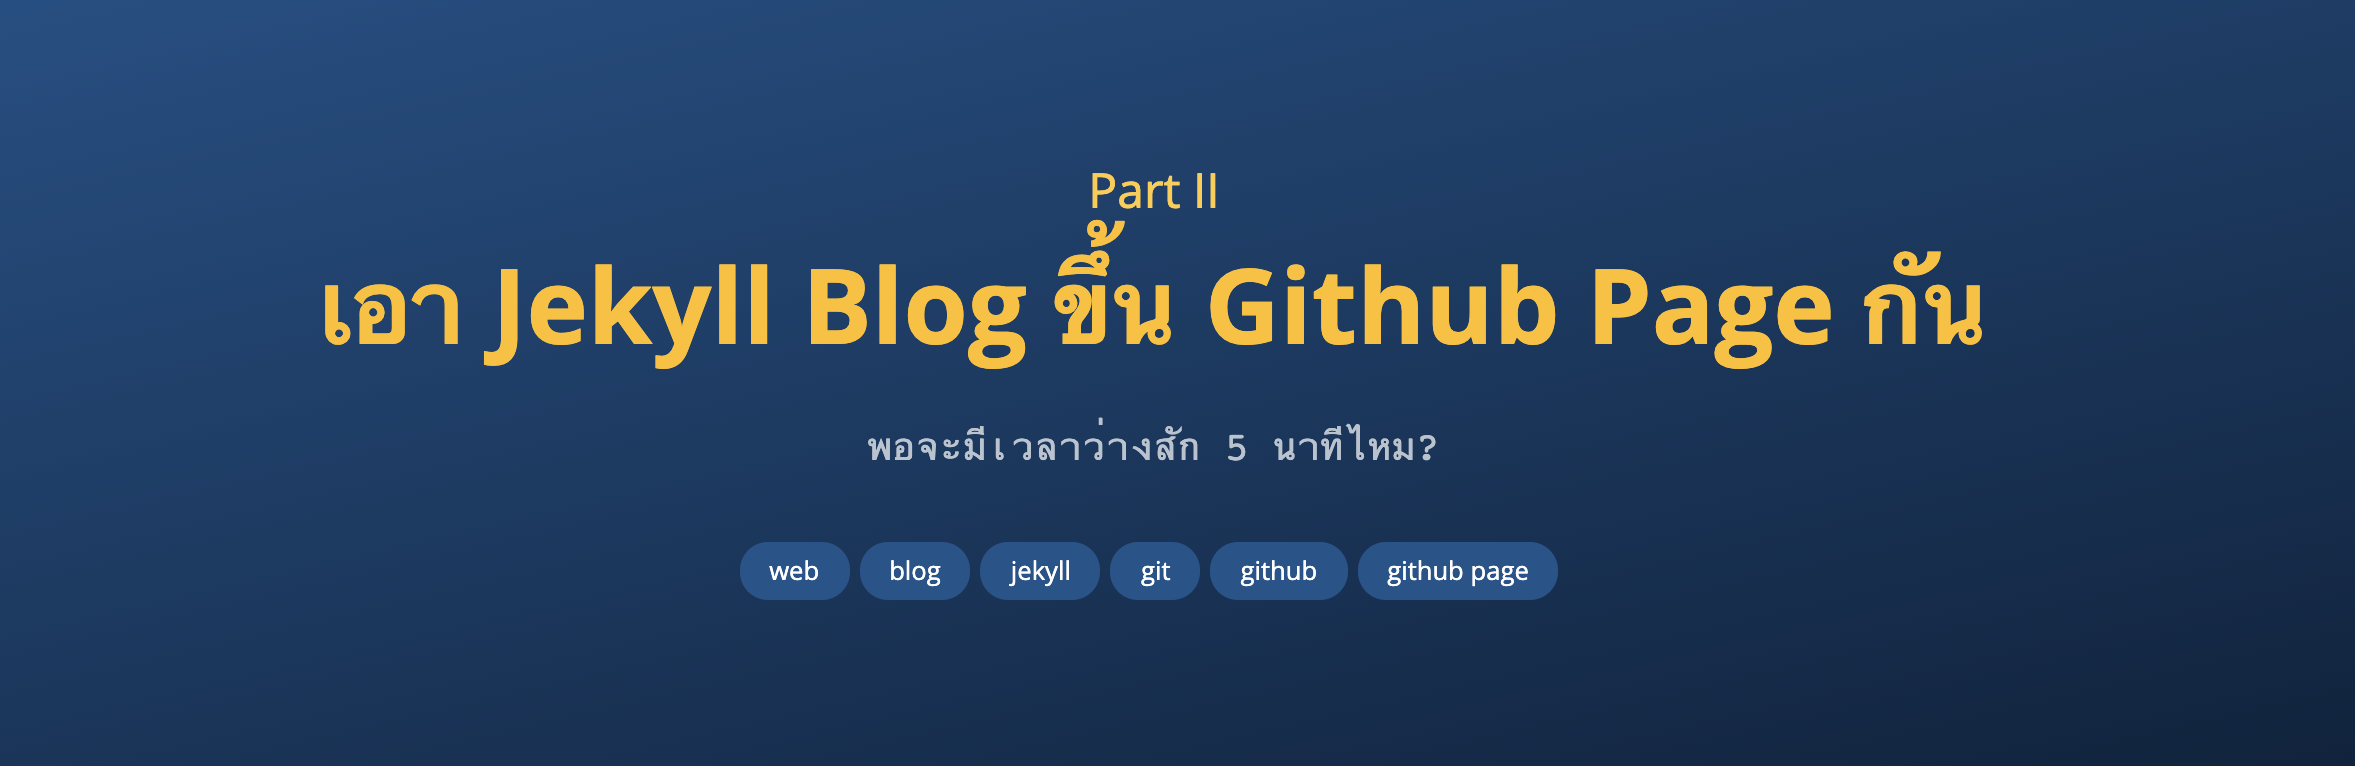 Part II
เอา Jekyll Blog ขึ้น Github Page กัน
พอจะมีเวลาว่างสัก 5 นาทีไหม?
web blog jekyll git github github page